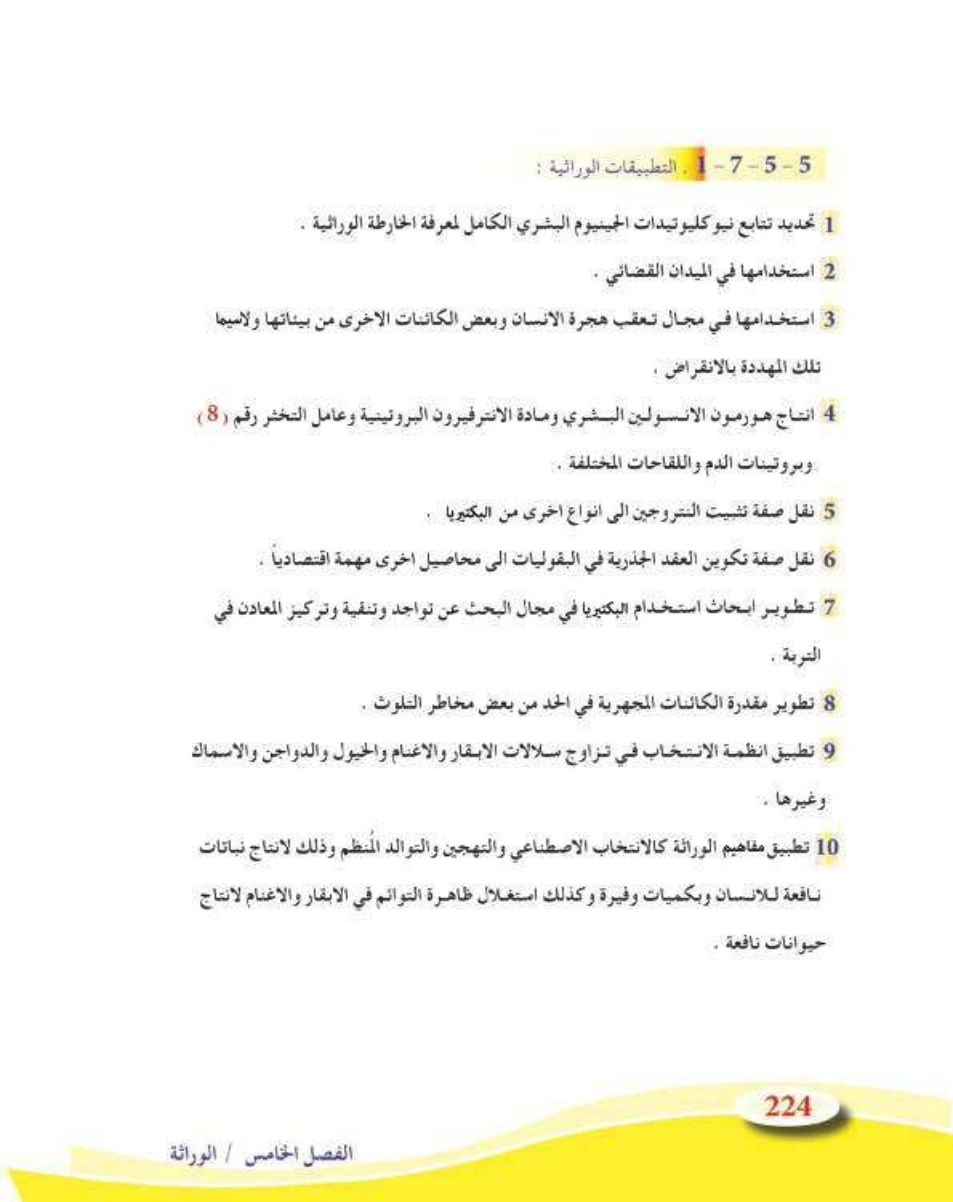 5 - 5 - 7 - 1 . التطبيقات الوراثية :
1 تحديد تتابع نيوكليوتيدات الجينيوم البشري الكامل لمعرفة الخارطة الوراثية .
2 استخدامها في الميدان القضائي .
3 استخدامها في مجال تعقب هجرة الانسان وبعض الكائنات الاخرى من بيئاتها ولاسيما
تلك المهددة بالانقراض .
4 انتاج هورمون الانسولين البشري ومادة الانترفيرون البروتينية وعامل التخثر رقم (8)
وبروتينات الدم واللقاحات المختلفة .
5 نقل صفة تثبيت النتروجين الى انواع اخرى من البكتيريا .
6 نقل صفة تكوين العقد الجذرية في البقوليات الى محاصيل اخرى مهمة اقتصادياً .
7 تطوير ابحاث استخدام البكتيريا في مجال البحث عن تواجد وتنقية وتركيز المعادن في
التربة .
8 تطوير مقدرة الكائنات المجهرية في الحد من بعض مخاطر التلوث .
9 تطبيق انظمة الانتخاب في تزاوج سلالات الابقار والاغنام والخيول والدواجن والاسماك
وغيرها .
10 تطبيق مفاهيم الوراثة كالانتخاب الاصطناعي والتهجين والتوالد المُنظم وذلك لانتاج نباتات
نافعة للانسان وبكميات وفيرة وكذلك استغلال ظاهرة التوائم في الابقار والاغنام لانتاج
حيوانات نافعة .
224
الفصل الخامس / الوراثة